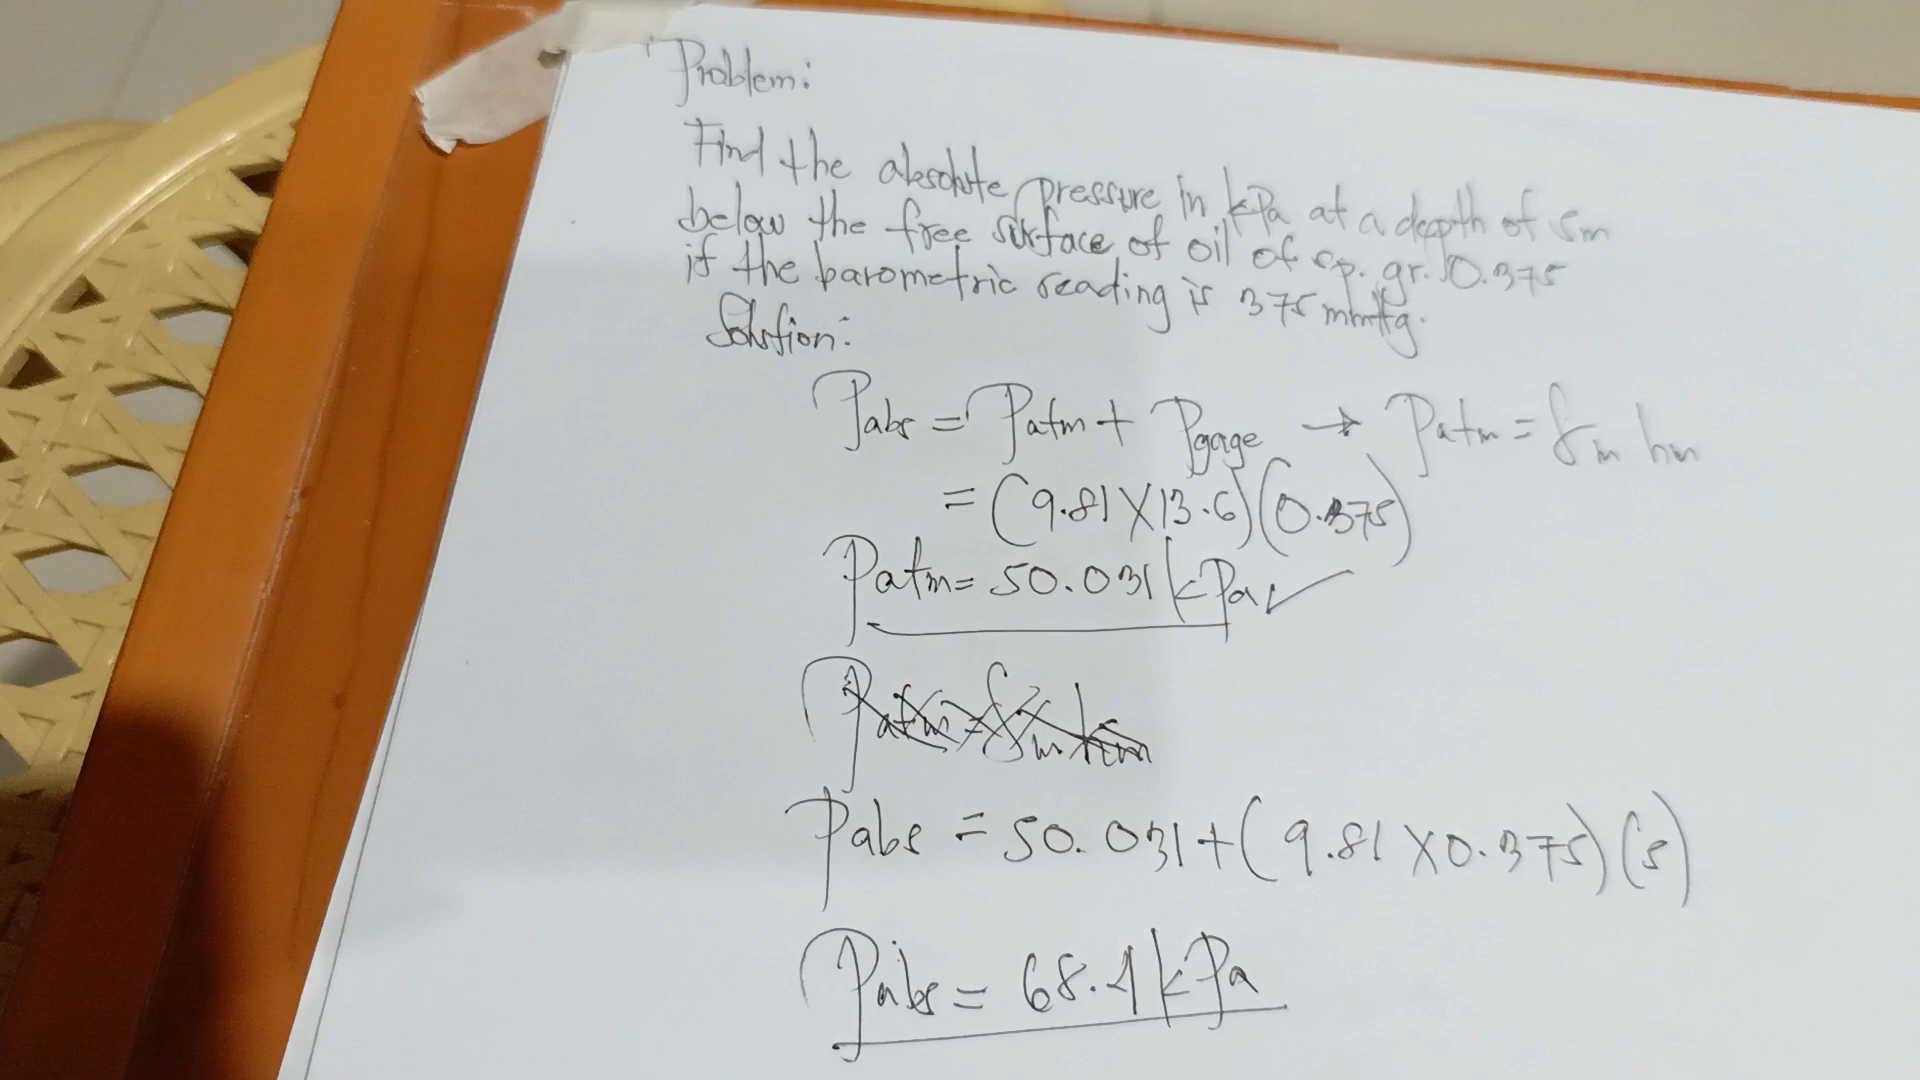 Problem:
Find the absolute pressure in kPa at a depth of 5m
below the free surface of oil of sp. gr. 0.375
if the barometric reading is 375 mmHg.
Solution:
Pabs = Patm + Pgage → Patm = γm hm
= (9.81 X 13.6)(0.375)
Patm = 50.031 kPa ✓
Patm = γm hm
Pabs = 50.031 + (9.81 X 0.375)(5)
Pabs = 68.4 kPa